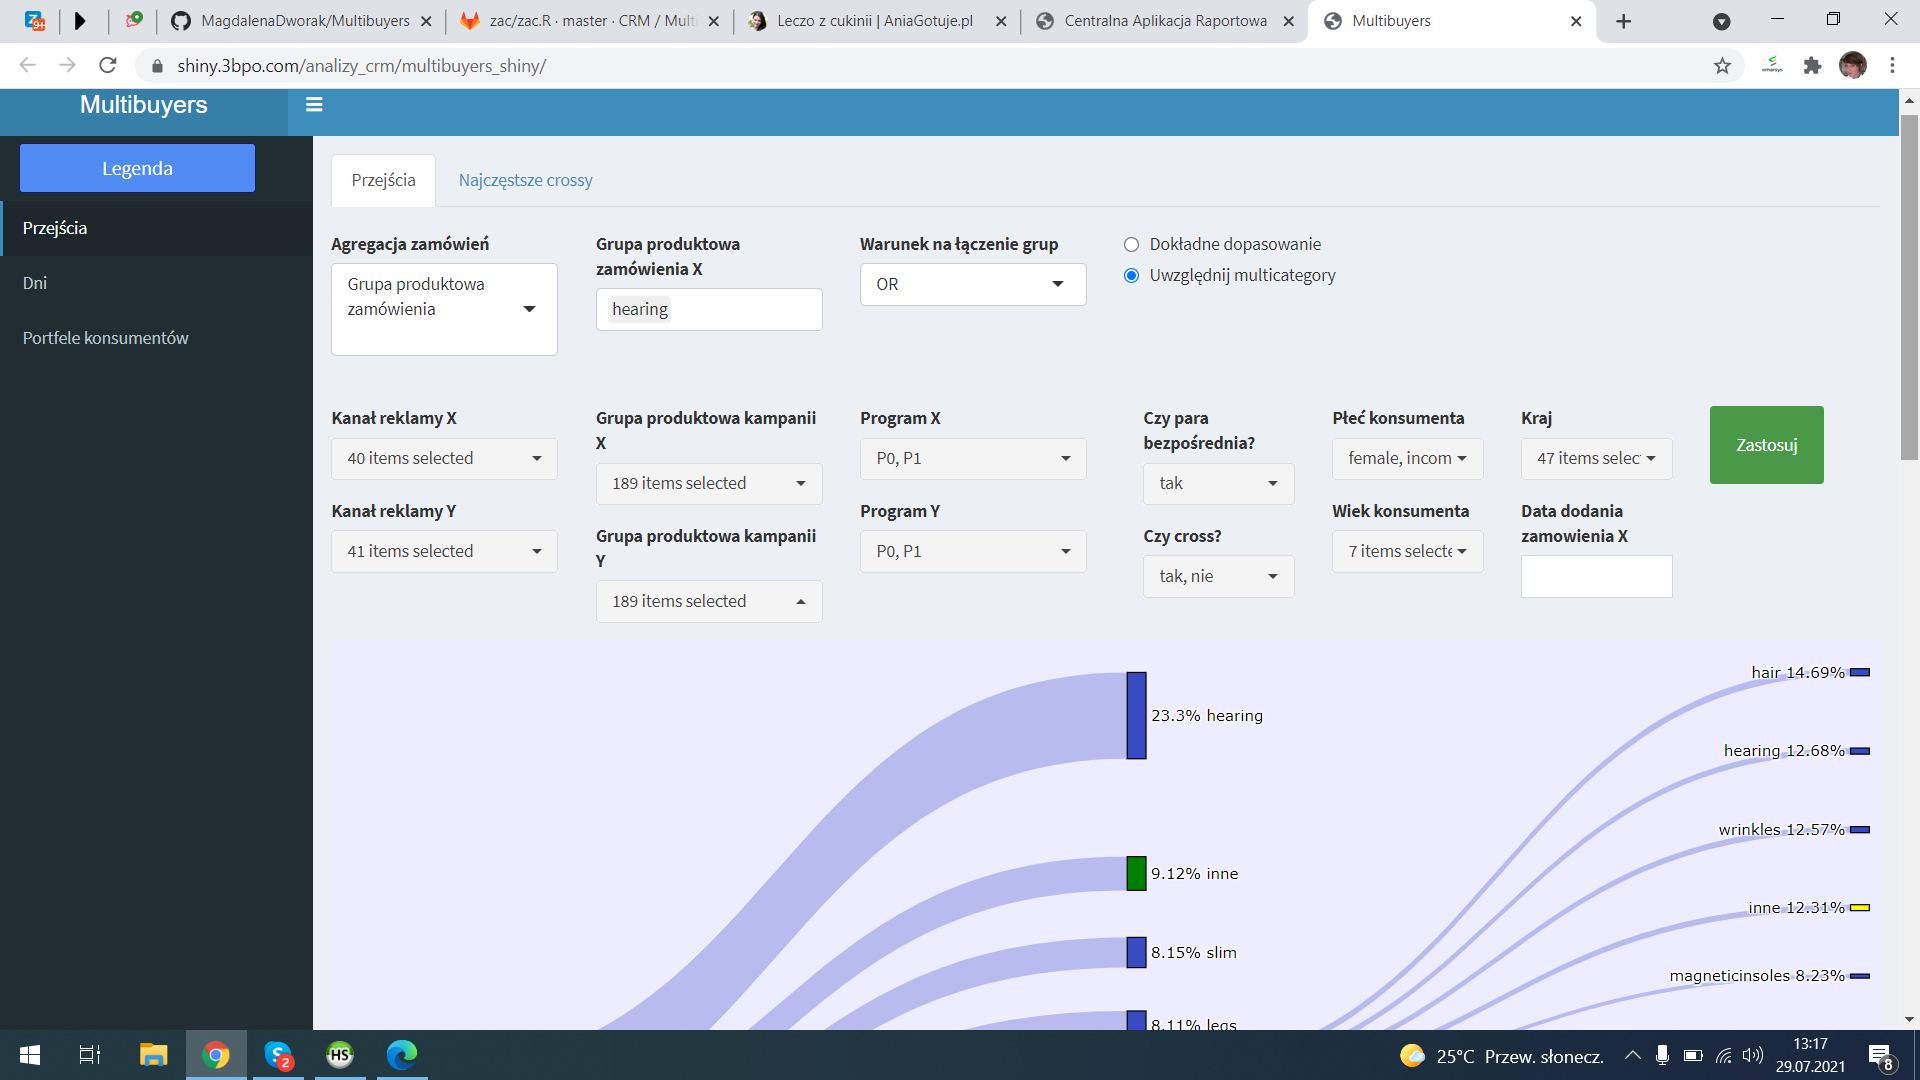 MagdalenaDworak/Multibuyers
zac/zac.R · master · CRM / Mult
Leczo z cukinii | AniaGotuje.pl
Centralna Aplikacja Raportowa
Multibuyers
shiny.3bpo.com/analizy_crm/multibuyers_shiny/
Multibuyers
Legenda
Przejścia
Dni
Portfele konsumentów
Przejścia
Najczęstsze crossy
Agregacja zamówień
Grupa produktowa
zamówienia
Grupa produktowa
zamówienia X
hearing
Warunek na łączenie grup
OR
Dokładne dopasowanie
Uwzględnij multicategory
Kanał reklamy X
40 items selected
Kanał reklamy Y
41 items selected
Grupa produktowa kampanii
X
189 items selected
Grupa produktowa kampanii
Y
189 items selected
Program X
P0, P1
Program Y
P0, P1
Czy para
bezpośrednia?
tak
Czy cross?
tak, nie
Płeć konsumenta
female, incom
Wiek konsumenta
7 items selecte
Kraj
47 items selec
Data dodania
zamowienia X
Zastosuj
23.3% hearing
9.12% inne
8.15% slim
8.11% legs
hair 14.69%
hearing 12.68%
wrinkles 12.57%
inne 12.31%
magneticinsoles 8.23%
2
HS
25°C Przew. słonecz.
13:17
29.07.2021
8